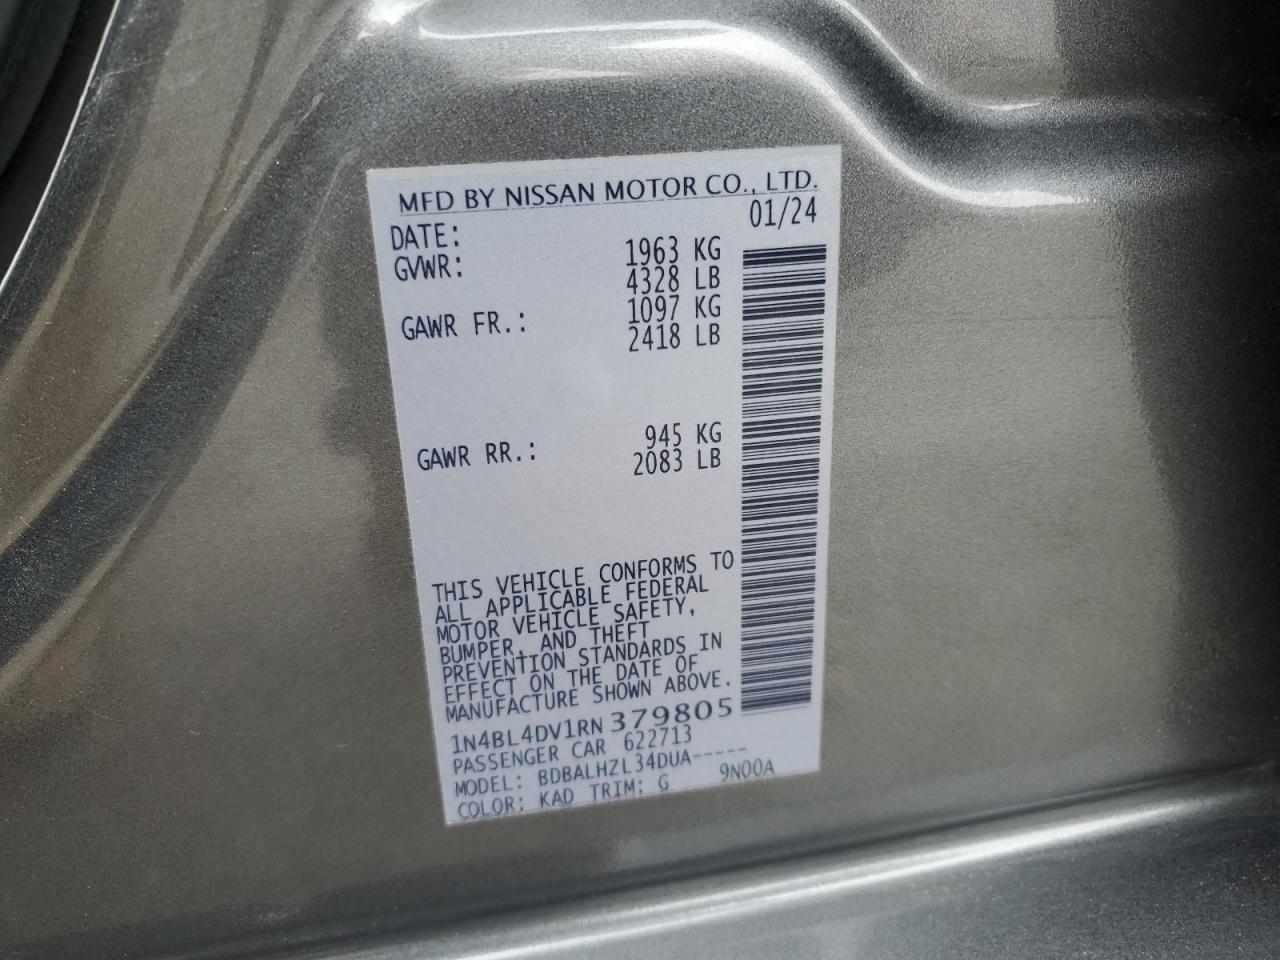 MFD BY NISSAN MOTOR CO., LTD.
DATE: 01/24
GVWR: 1963 KG
4328 LB
GAWR FR.: 1097 KG
2418 LB
GAWR RR.: 945 KG
2083 LB
THIS VEHICLE CONFORMS TO
ALL APPLICABLE FEDERAL
MOTOR VEHICLE SAFETY,
BUMPER, AND THEFT
PREVENTION STANDARDS IN
EFFECT ON THE DATE OF
MANUFACTURE SHOWN ABOVE.
1N4BL4DV1RN379805
PASSENGER CAR 622713
MODEL: BDBALHZL34DUA-----
COLOR: KAD TRIM: G 9N00A